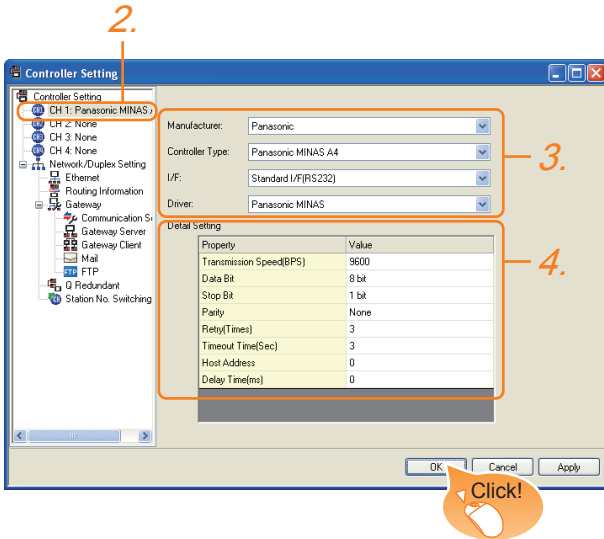 2.
Controller Setting
Controller Setting
CH 1: Panasonic MINAS
CH 2: None
CH 3: None
CH 4: None
Network/Duplex Setting
Ethernet
Routing Information
Gateway
Communication
Gateway Server
Gateway Client
Mail
FTP FTP
Q Redundant
Station No. Switching
Manufacturer: Panasonic
Controller Type: Panasonic MINAS A4
I/F: Standard I/F(RS232)
Driver: Panasonic MINAS
3.
Detail Setting
Property Value
Transmission Speed(BPS) 9600
Data Bit 8 bit
Stop Bit 1 bit
Parity None
Retry(Times) 3
Timeout Time(Sec) 3
Host Address 0
Delay Time(ms) 0
4.
OK Cancel Apply
Click!